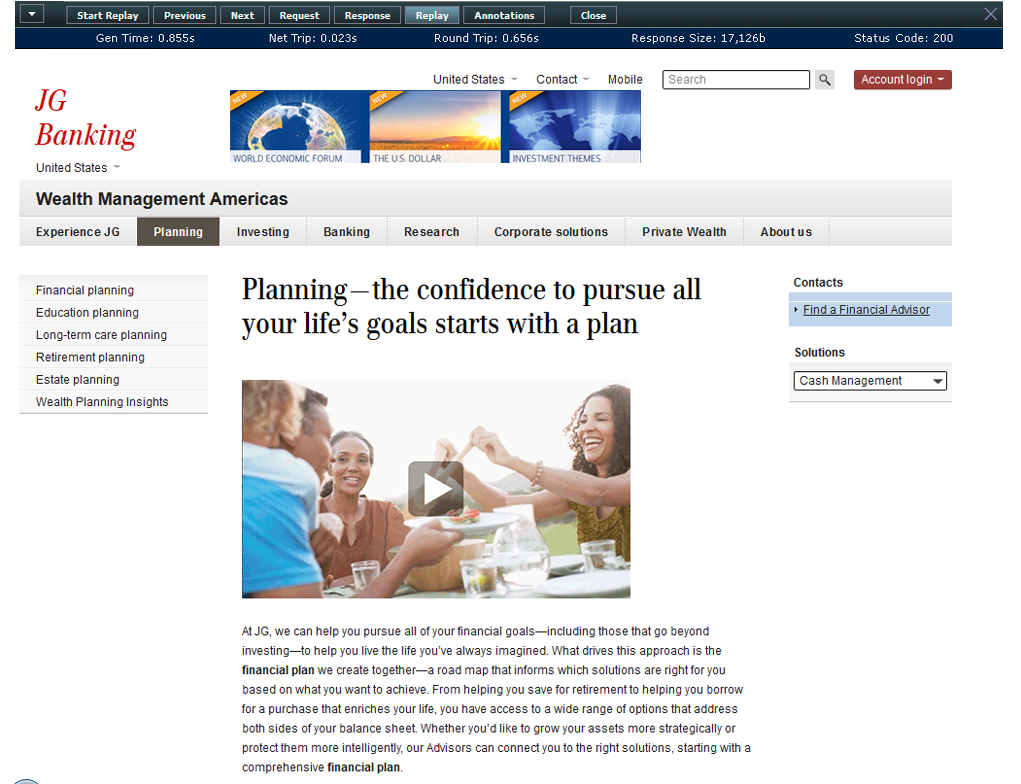 Start Replay Previous Next Request Response Replay Annotations Close
Gen Time: 0.855s Net Trip: 0.023s Round Trip: 0.656s Response Size: 17,126b Status Code: 200
United States Contact Mobile Search Account login
JG
Banking
NEW NEW NEW
WORLD ECONOMIC FORUM THE U.S. DOLLAR INVESTMENT THEMES
United States
Wealth Management Americas
Experience JG Planning Investing Banking Research Corporate solutions Private Wealth About us
Financial planning
Education planning
Long-term care planning
Retirement planning
Estate planning
Wealth Planning Insights
Planning—the confidence to pursue all
your life's goals starts with a plan
Contacts
Find a Financial Advisor
Solutions
Cash Management
At JG, we can help you pursue all of your financial goals—including those that go beyond
investing—to help you live the life you've always imagined. What drives this approach is the
financial plan we create together—a road map that informs which solutions are right for you
based on what you want to achieve. From helping you save for retirement to helping you borrow
for a purchase that enriches your life, you have access to a wide range of options that address
both sides of your balance sheet. Whether you'd like to grow your assets more strategically or
protect them more intelligently, our Advisors can connect you to the right solutions, starting with a
comprehensive financial plan.